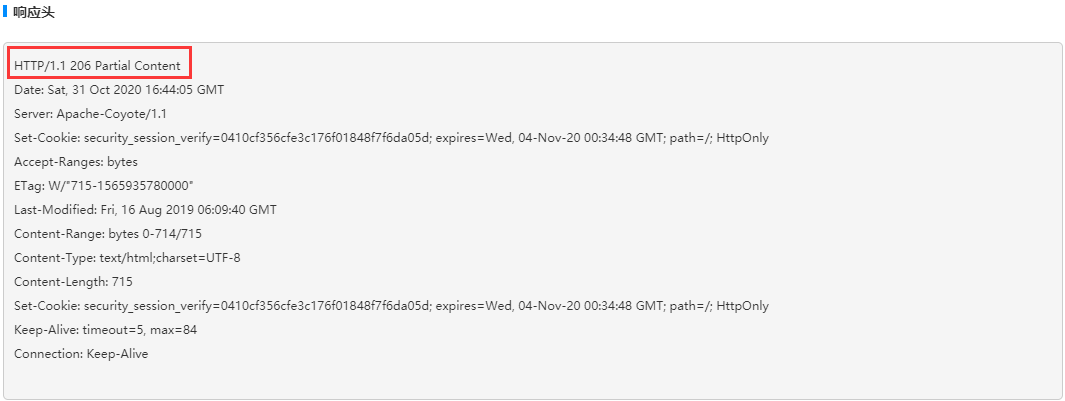 响应头
HTTP/1.1 206 Partial Content
Date: Sat, 31 Oct 2020 16:44:05 GMT
Server: Apache-Coyote/1.1
Set-Cookie: security_session_verify=0410cf356cfe3c176f01848f7f6da05d; expires=Wed, 04-Nov-20 00:34:48 GMT; path=/; HttpOnly
Accept-Ranges: bytes
ETag: W/"715-1565935780000"
Last-Modified: Fri, 16 Aug 2019 06:09:40 GMT
Content-Range: bytes 0-714/715
Content-Type: text/html;charset=UTF-8
Content-Length: 715
Set-Cookie: security_session_verify=0410cf356cfe3c176f01848f7f6da05d; expires=Wed, 04-Nov-20 00:34:48 GMT; path=/; HttpOnly
Keep-Alive: timeout=5, max=84
Connection: Keep-Alive